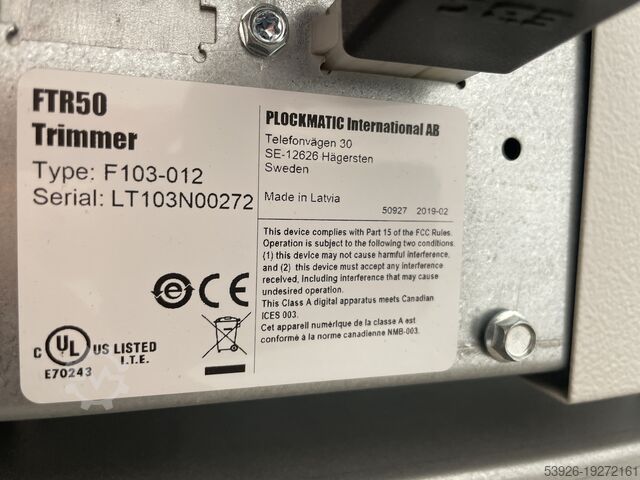 FTR50
Trimmer
Type: F103-012
Serial: LT103N00272
PLOCKMATIC International AB
Telefonvägen 30
SE-12626 Hägersten
Sweden
Made in Latvia
50927 2019-02
This device complies with Part 15 of the FCC Rules.
Operation is subject to the following two conditions
(1) this device may not cause harmful interference,
and (2) this device must accept any interference
received, including interference that may cause
undesired operation.
This Class A digital apparatus meets Canadian
ICES 003.
Cet appareil numérique de la classe A est
conformé à la norme canadienne NMB-003.
e CE
C UL US LISTED
I.T.E.
E70243
53926-19272161